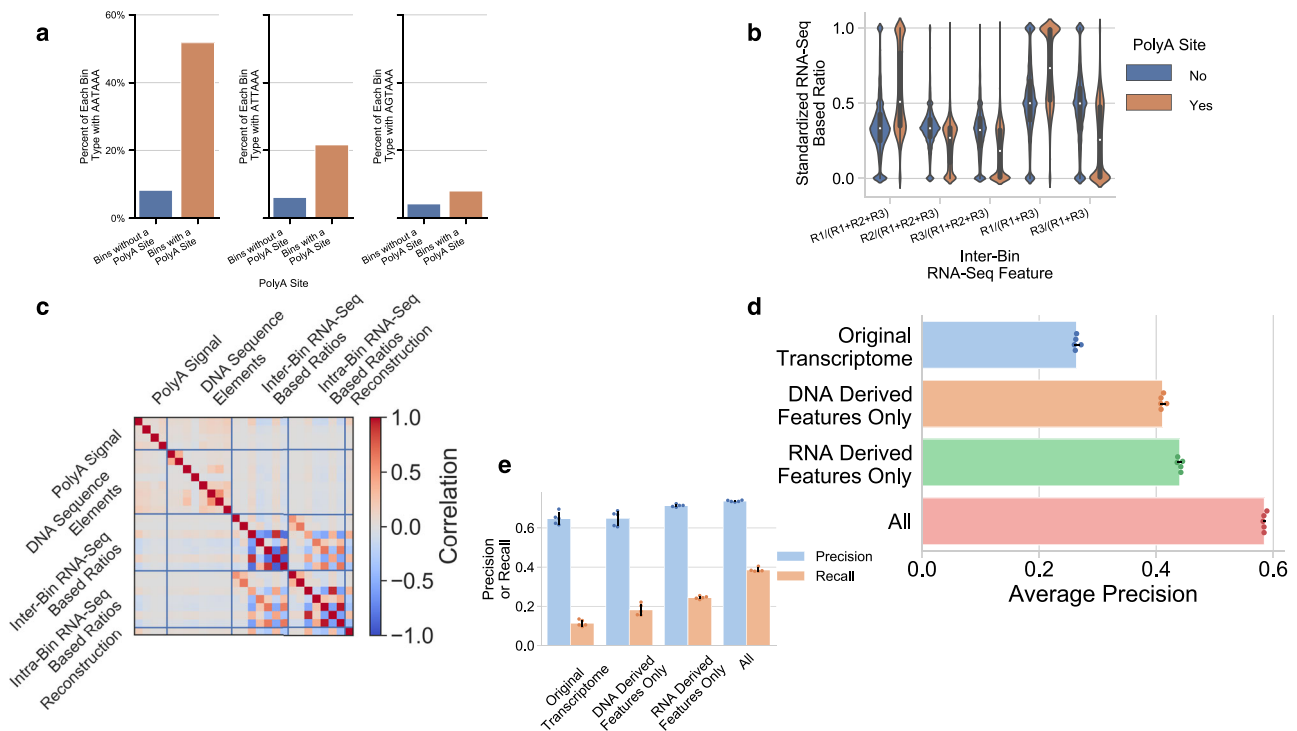 a
60%
40%
20%
0%
Percent of Each Bin
Type with AATAAA
Percent of Each Bin
Type with ATTAAA
Percent of Each Bin
Type with AGTAAA
Bins without a
PolyA Site
Bins with a
PolyA Site
Bins without a
PolyA Site
Bins with a
PolyA Site
Bins without a
PolyA Site
Bins with a
PolyA Site
PolyA Site
b
Standardized RNA-Seq
Based Ratio
1.0
0.5
0.0
R1/(R1+R2+R3)
R2/(R1+R2+R3)
R3/(R1+R2+R3)
R1/(R1+R3)
R3/(R1+R3)
Inter-Bin
RNA-Seq Feature
PolyA Site
No
Yes
c
PolyA Signal
DNA Sequence
Elements
Inter-Bin RNA-Seq
Based Ratios
Intra-Bin RNA-Seq
Based Ratios
Reconstruction
PolyA Signal
DNA Sequence
Elements
Inter-Bin RNA-Seq
Based Ratios
Intra-Bin RNA-Seq
Based Ratios
Reconstruction
1.0
0.5
0.0
−0.5
−1.0
Correlation
d
Original
Transcriptome
DNA Derived
Features Only
RNA Derived
Features Only
All
0.0
0.2
0.4
0.6
Average Precision
e
Precision
or Recall
0.6
0.4
0.2
0.0
Original
Transcriptome
DNA Derived
Features Only
RNA Derived
Features Only
All
Precision
Recall